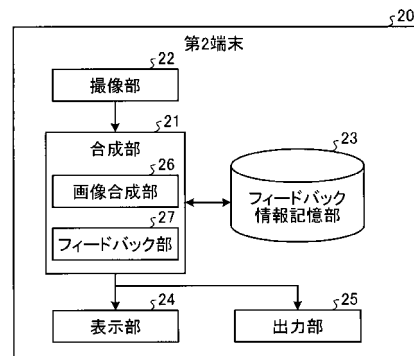 20
第2端末
22
撮像部
21
合成部
26
画像合成部
27
フィードバック部
23
フィードバック
情報記憶部
24
表示部
25
出力部